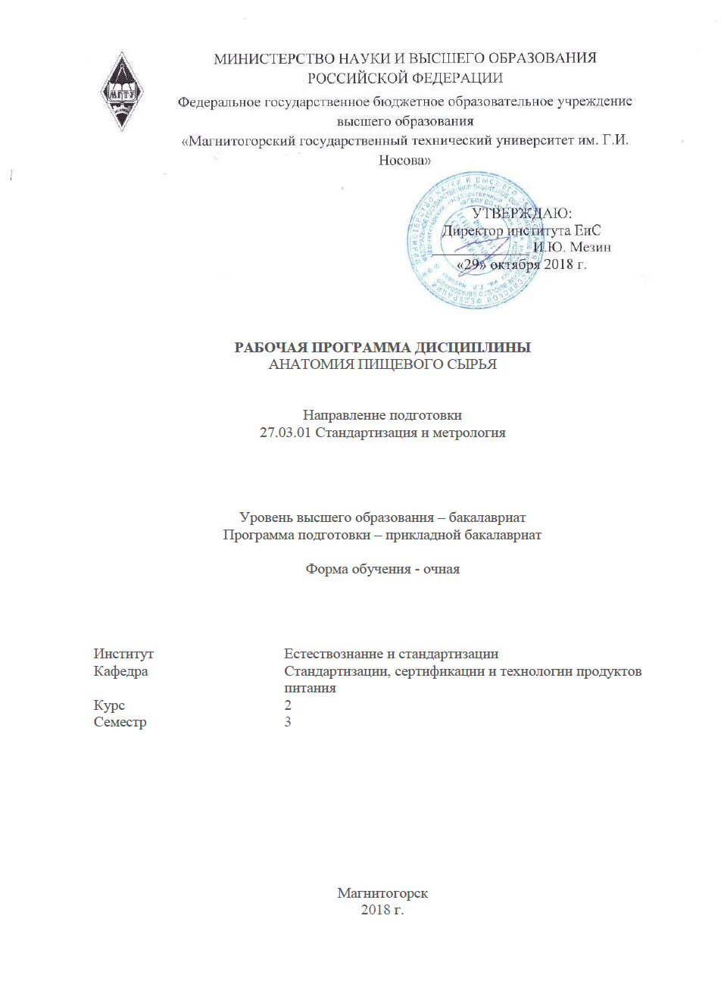 МИНИСТЕРСТВО НАУКИ И ВЫСШЕГО ОБРАЗОВАНИЯ
РОССИЙСКОЙ ФЕДЕРАЦИИ
Федеральное государственное бюджетное образовательное учреждение
высшего образования
«Магнитогорский государственный технический университет им. Г.И.
Носова»
МГТУ
УТВЕРЖДАЮ:
Директор института ЕиС
И.Ю. Мезин
«29» октября 2018 г.
РАБОЧАЯ ПРОГРАММА ДИСЦИПЛИНЫ
АНАТОМИЯ ПИЩЕВОГО СЫРЬЯ
Направление подготовки
27.03.01 Стандартизация и метрология
Уровень высшего образования – бакалавриат
Программа подготовки – прикладной бакалавриат
Форма обучения - очная
Институт Естествознание и стандартизации
Кафедра Стандартизации, сертификации и технологии продуктов
питания
Курс 2
Семестр 3
Магнитогорск
2018 г.